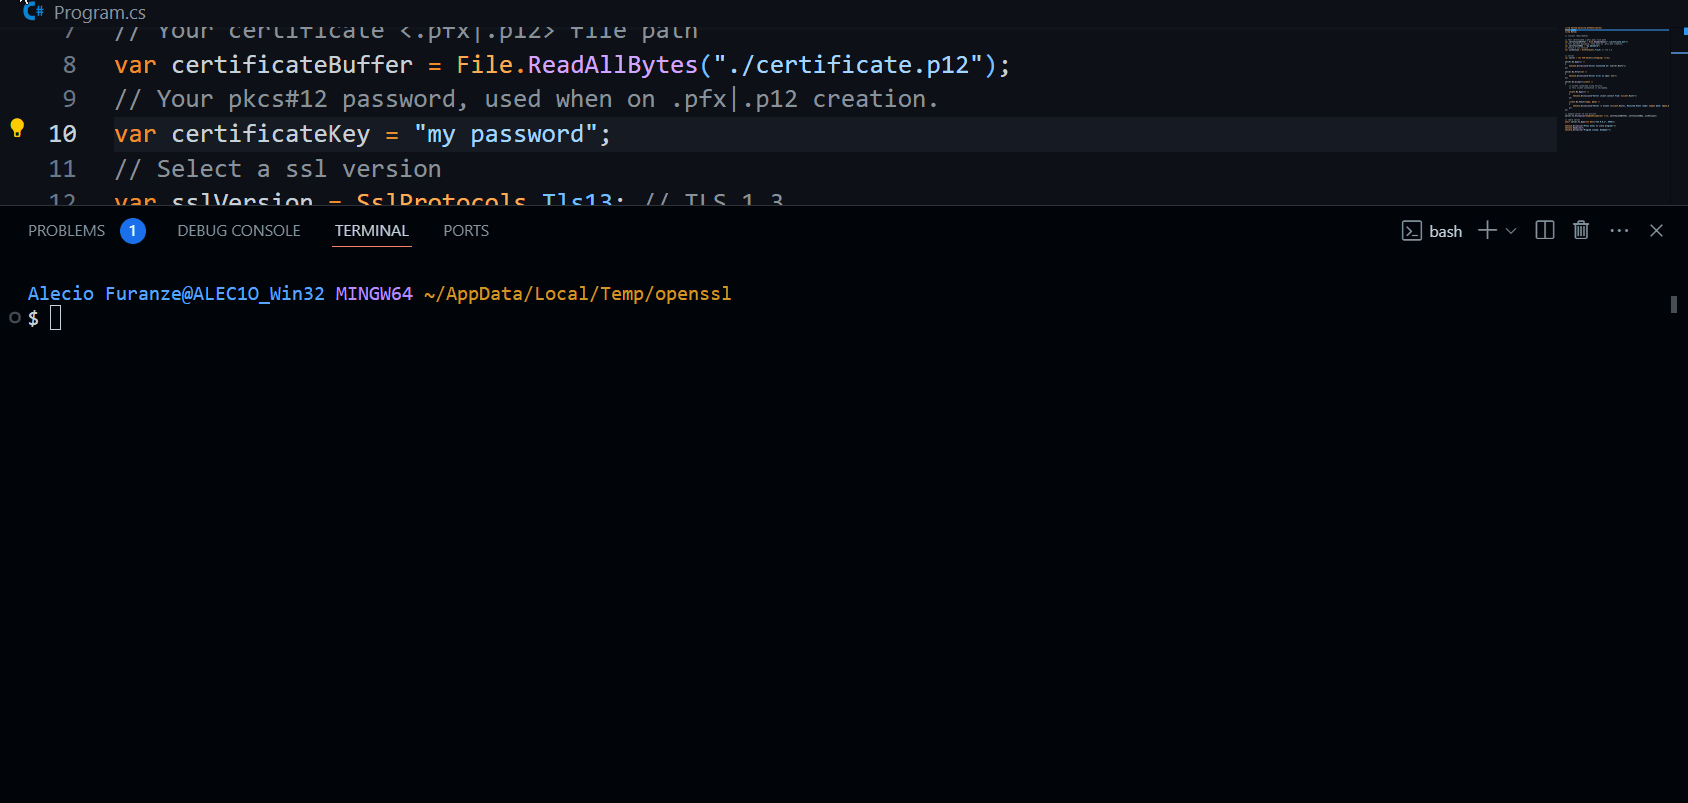 C# Program.cs
7 // Your certificate <.pfx|.p12> file path
8 var certificateBuffer = File.ReadAllBytes("./certificate.p12");
9 // Your pkcs#12 password, used when on .pfx|.p12 creation.
10 var certificateKey = "my password";
11 // Select a ssl version
12 var sslVersion = SslProtocols.Tls13; // TLS 1.3
PROBLEMS 1 DEBUG CONSOLE TERMINAL PORTS bash
Alecio Furanze@ALEC1O_Win32 MINGW64 ~/AppData/Local/Temp/openssl
$